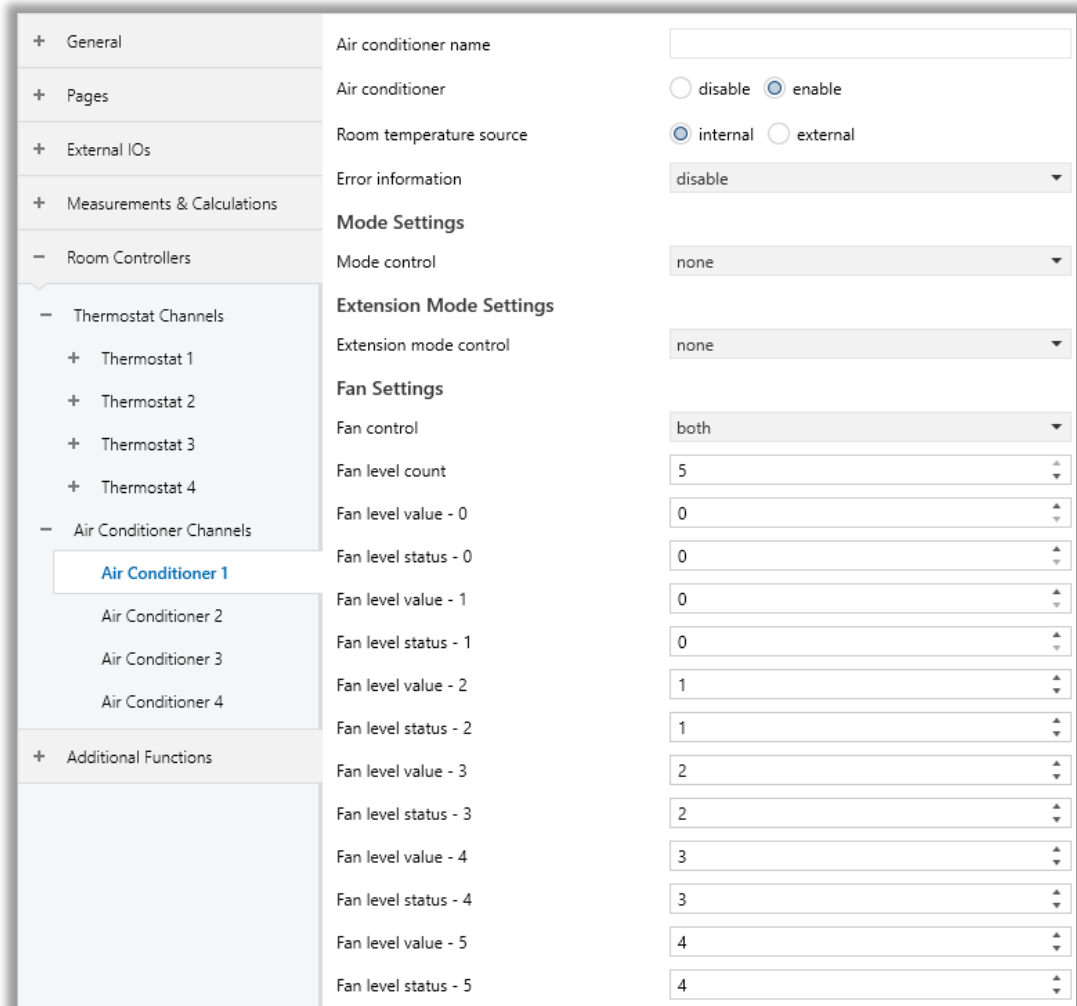 General
Pages
External IOs
Measurements & Calculations
Room Controllers
Thermostat Channels
Thermostat 1
Thermostat 2
Thermostat 3
Thermostat 4
Air Conditioner Channels
Air Conditioner 1
Air Conditioner 2
Air Conditioner 3
Air Conditioner 4
Additional Functions
Air conditioner name
Air conditioner disable enable
Room temperature source internal external
Error information disable
Mode Settings
Mode control none
Extension Mode Settings
Extension mode control none
Fan Settings
Fan control both
Fan level count 5
Fan level value - 0 0
Fan level status - 0 0
Fan level value - 1 0
Fan level status - 1 0
Fan level value - 2 1
Fan level status - 2 1
Fan level value - 3 2
Fan level status - 3 2
Fan level value - 4 3
Fan level status - 4 3
Fan level value - 5 4
Fan level status - 5 4